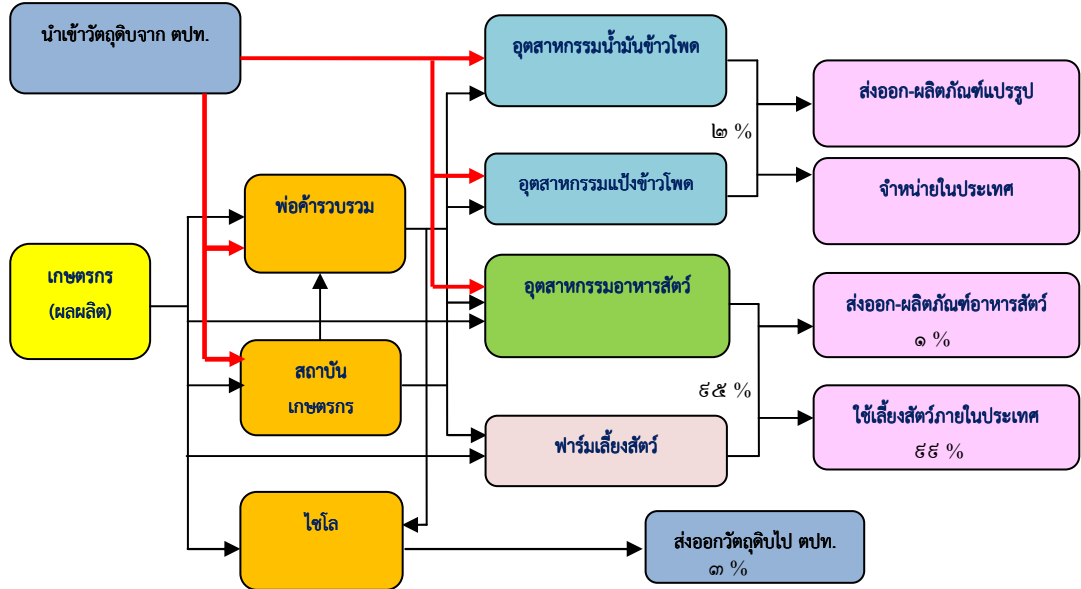 นำเข้าวัตถุดิบจาก ตปท.
อุตสาหกรรมน้ำมันข้าวโพด
ส่งออก-ผลิตภัณฑ์แปรรูป
๒ %
อุตสาหกรรมแป้งข้าวโพด
จำหน่ายในประเทศ
พ่อค้ารวบรวม
เกษตรกร
(ผลผลิต)
อุตสาหกรรมอาหารสัตว์
ส่งออก-ผลิตภัณฑ์อาหารสัตว์
๑ %
สถาบัน
เกษตรกร
๙๕ %
ใช้เลี้ยงสัตว์ภายในประเทศ
๙๙ %
ฟาร์มเลี้ยงสัตว์
ไซโล
ส่งออกวัตถุดิบไป ตปท.
๓ %